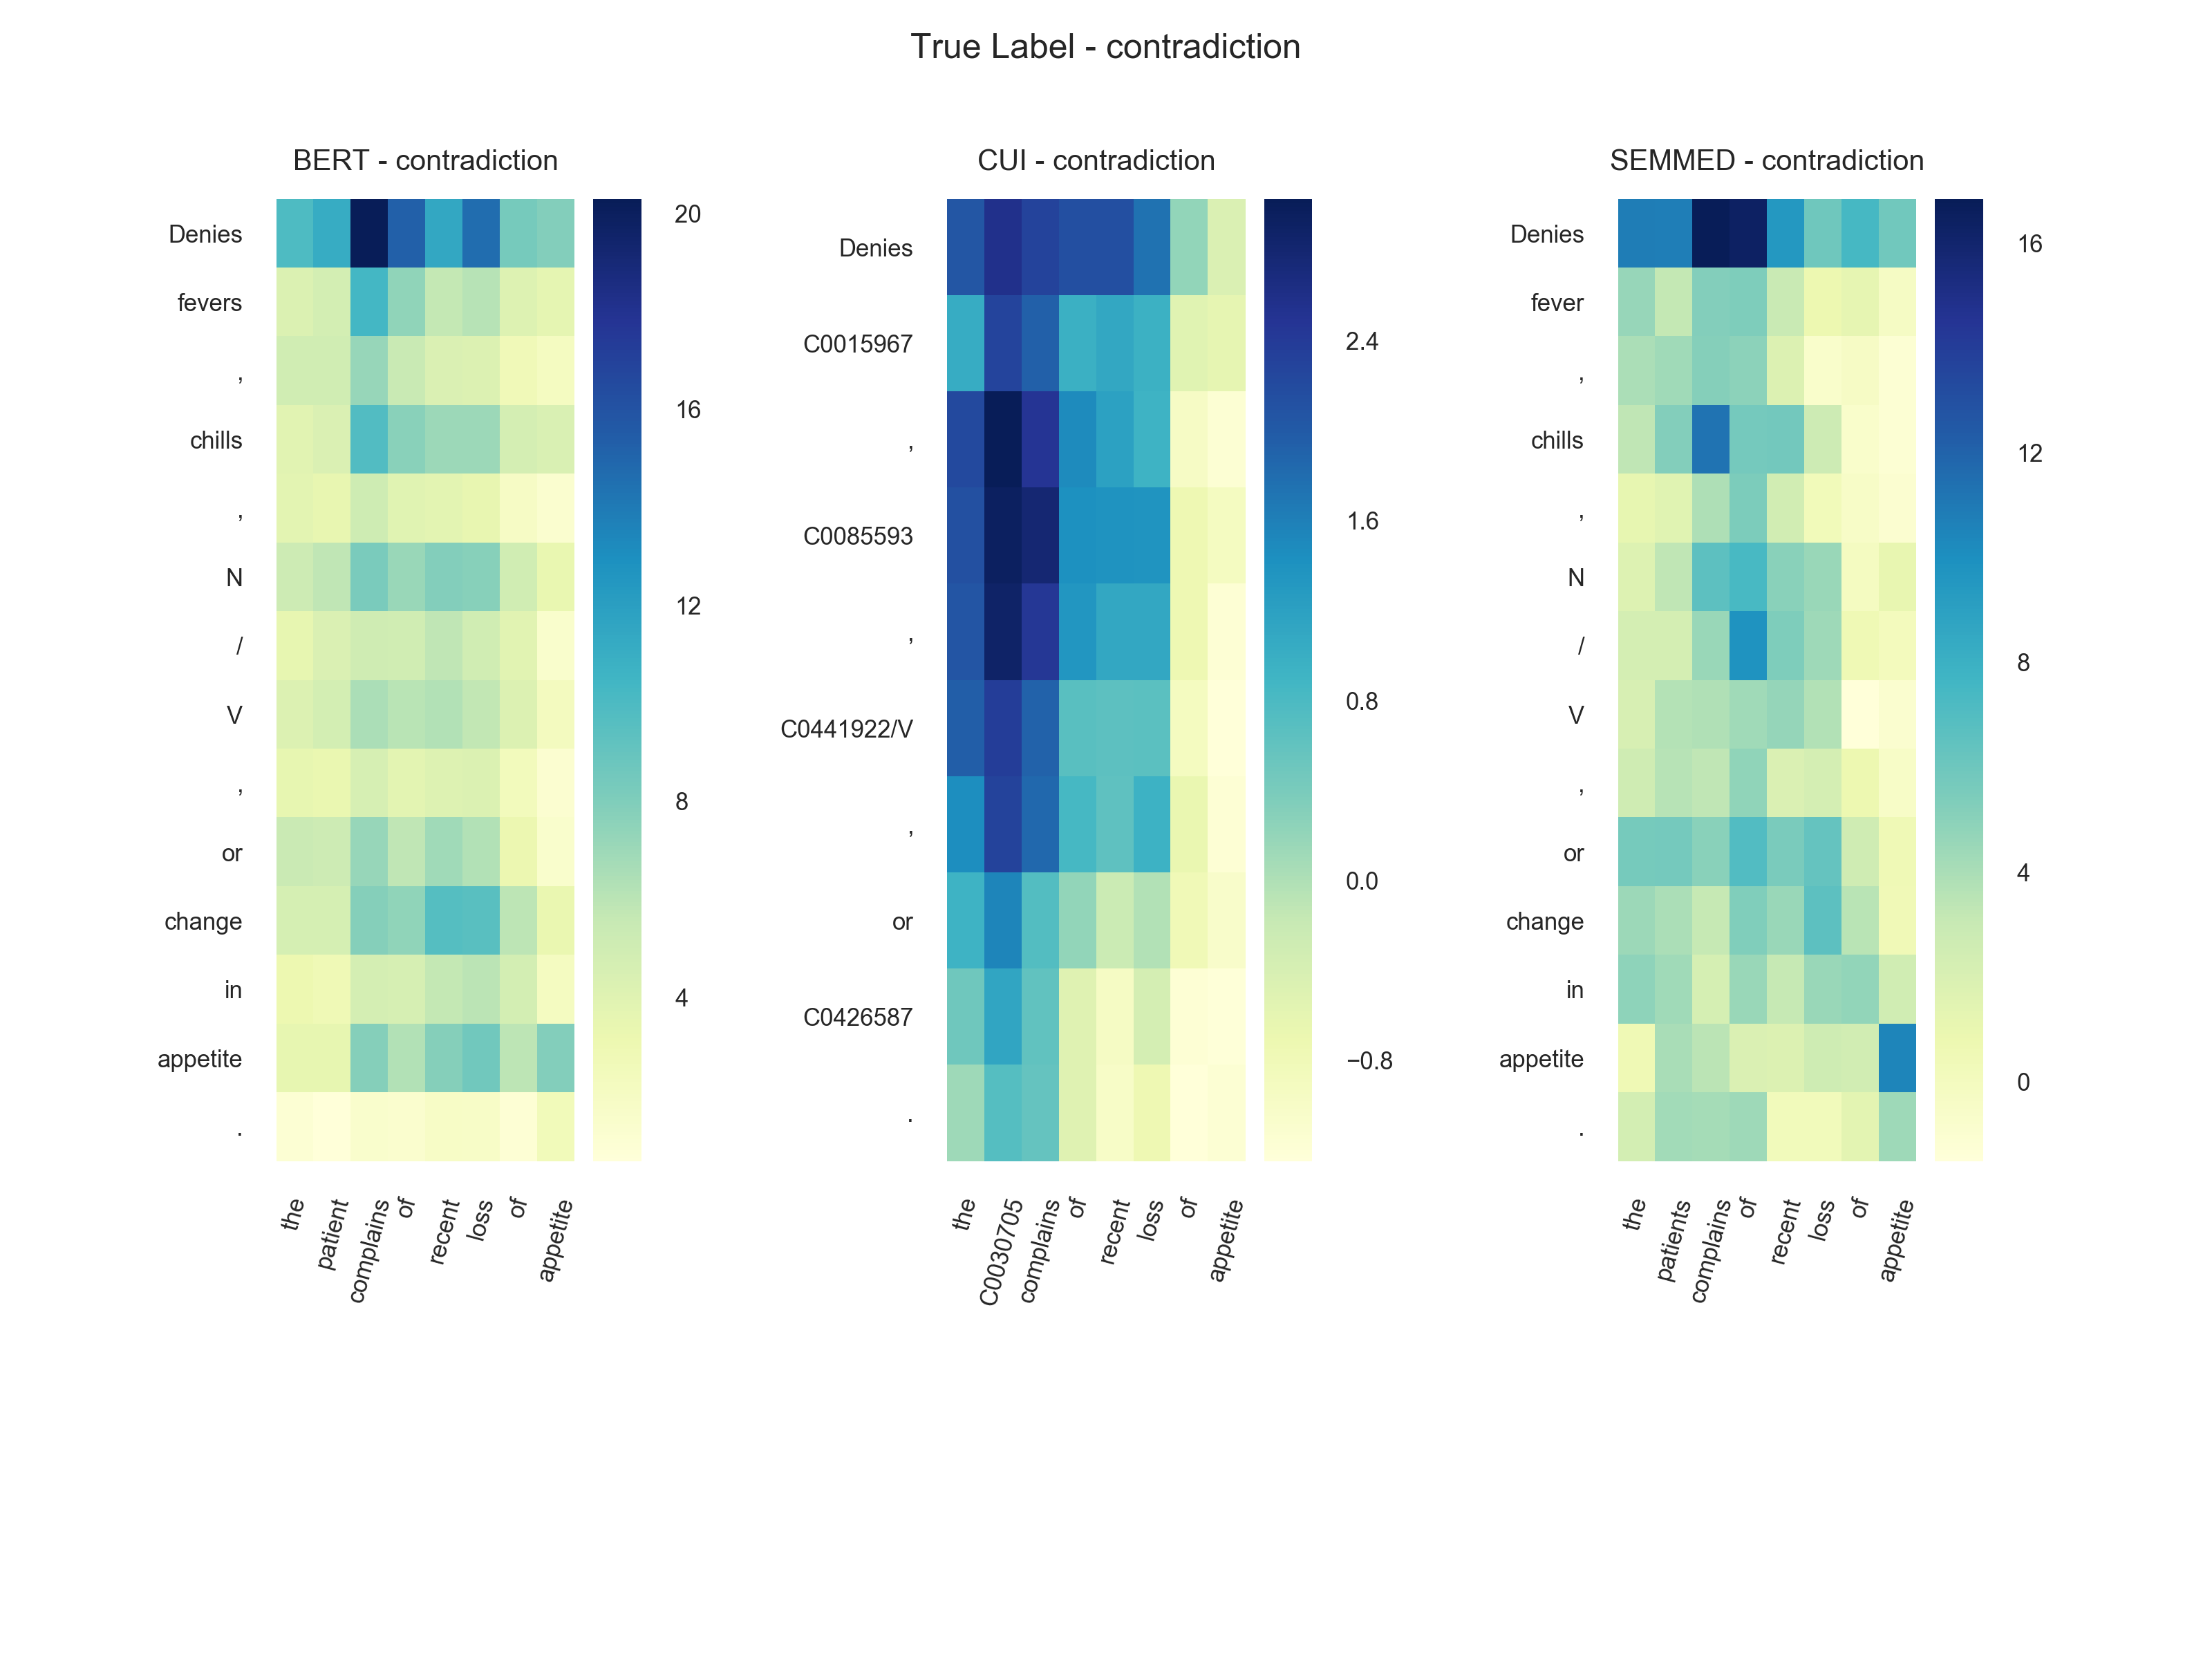 True Label - contradiction
BERT - contradiction
Denies
fevers
,
chills
,
N
/
V
,
or
change
in
appetite
.
20
16
12
8
4
the
patient
complains
of
recent
loss
of
appetite
CUI - contradiction
Denies
C0015967
,
C0085593
,
C0441922/V
,
or
C0426587
.
2.4
1.6
0.8
0.0
−0.8
the
C0030705
complains
of
recent
loss
of
appetite
SEMMED - contradiction
Denies
fever
,
chills
,
N
/
V
,
or
change
in
appetite
.
16
12
8
4
0
the
patients
complains
of
recent
loss
of
appetite